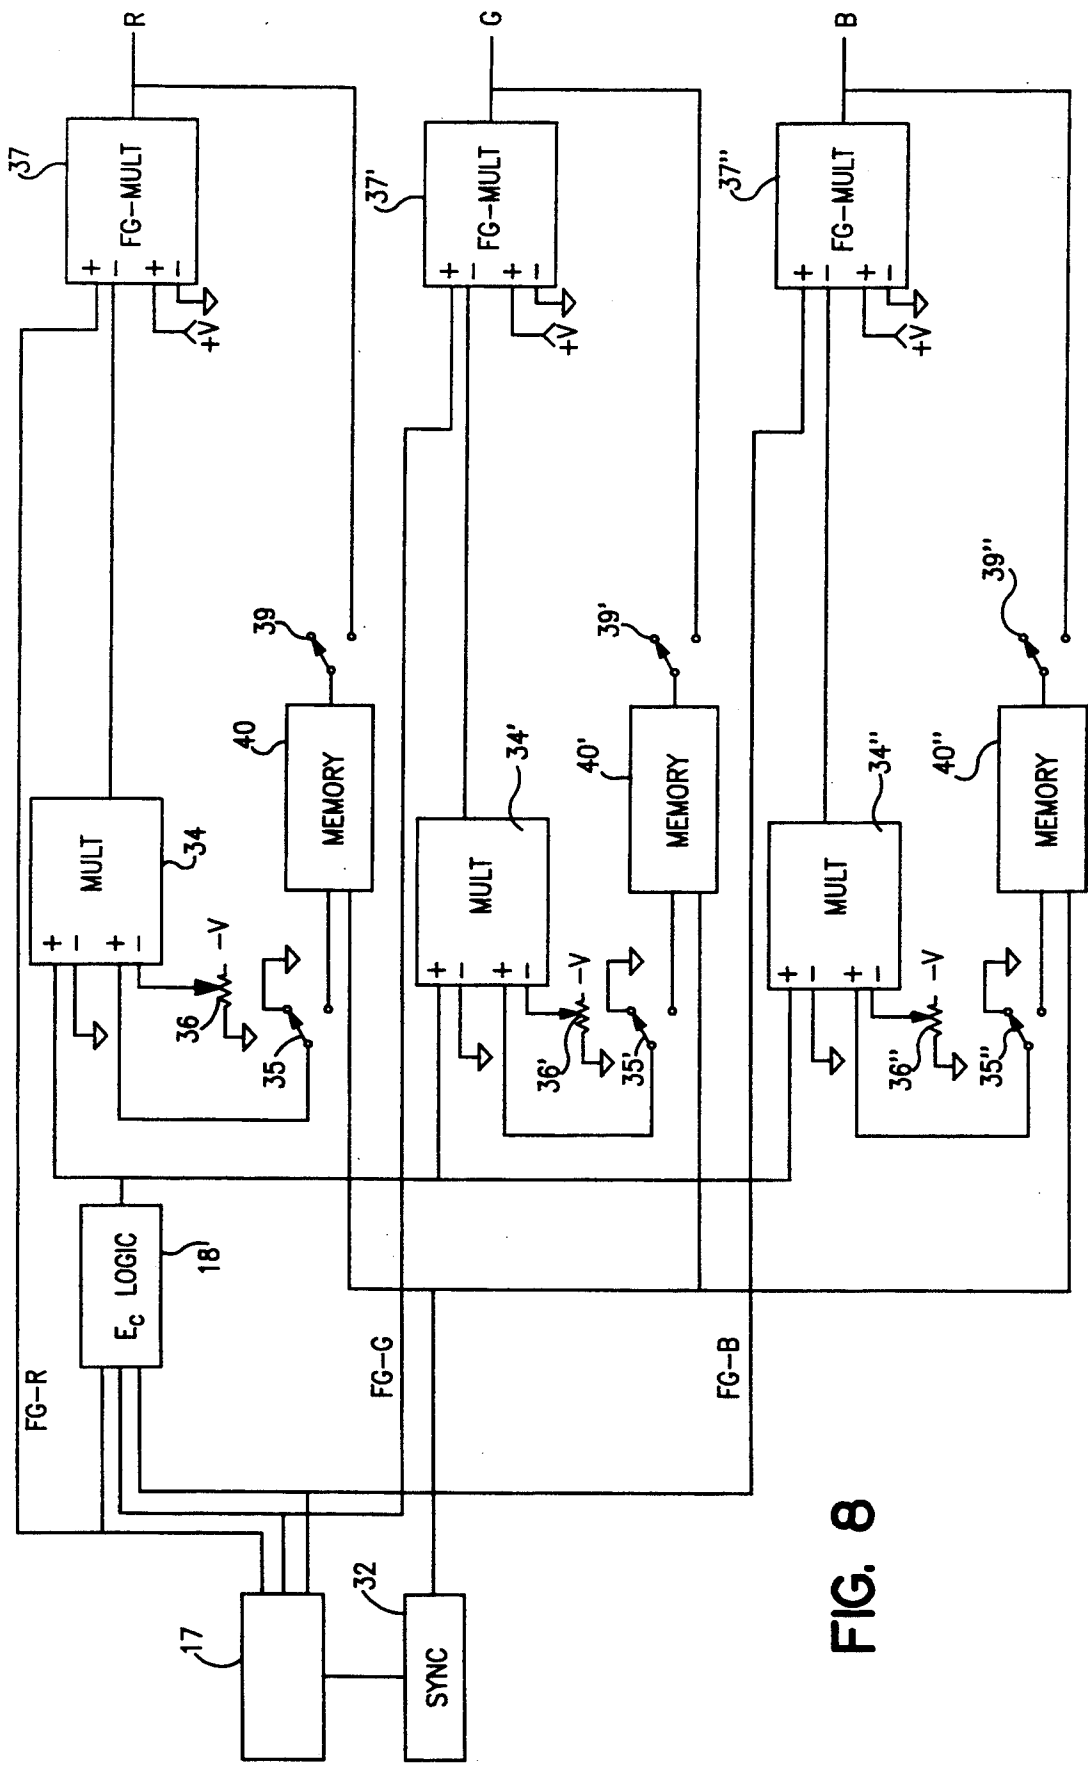 17
32
SYNC
FG-R
E_C LOGIC
18'
+
-
+
-
MULT
34
36
-V
35
40
MEMORY
39
37
+
-
+
-
FG-MULT
+V
R
FG-G
+
-
+
-
MULT
34'
36'
-V
35'
40'
MEMORY
39'
37'
+
-
+
-
FG-MULT
+V
G
FG-B
+
-
+
-
MULT
34"
36"
-V
35"
40"
MEMORY
39"
37"
+
-
+
-
FG-MULT
+V
B
FIG. 8